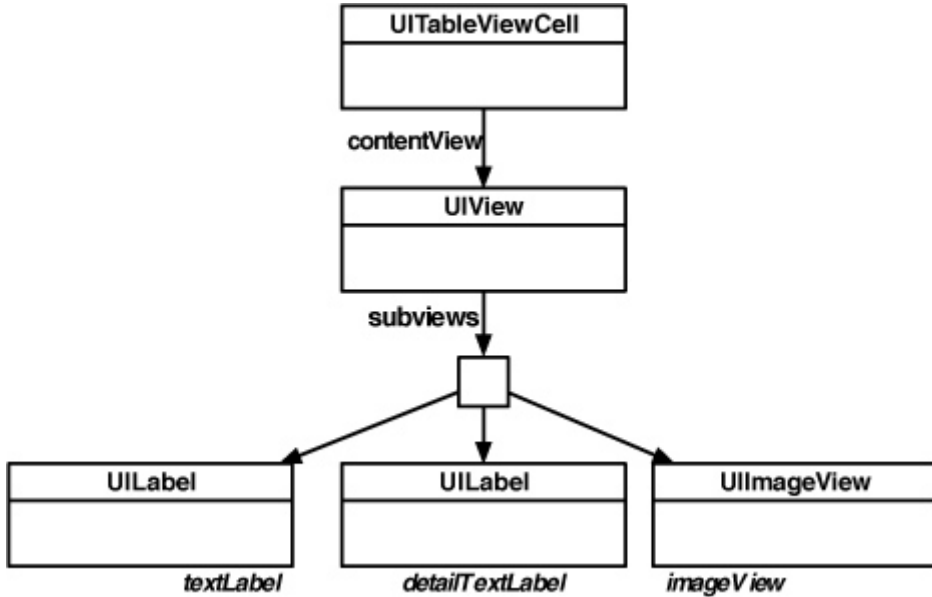 UITableViewCell
contentView
UIView
subviews
UILabel
UILabel
UIImageView
textLabel
detailTextLabel
imageView